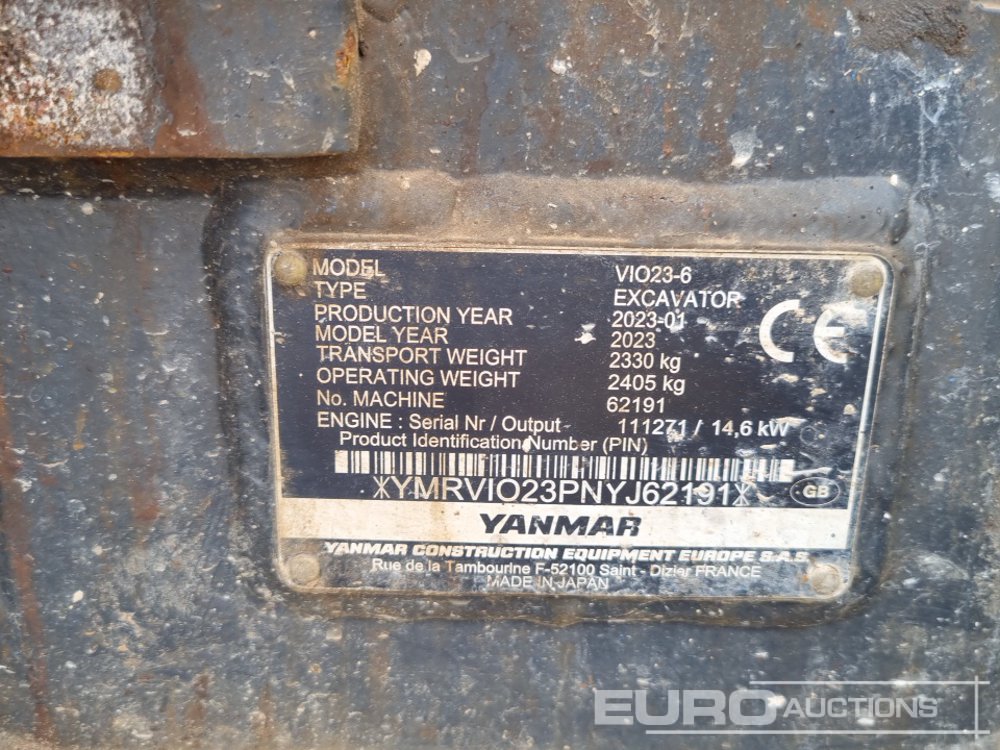 MODEL VIO23-6
TYPE EXCAVATOR
PRODUCTION YEAR 2023-01
MODEL YEAR 2023
TRANSPORT WEIGHT 2330 kg
OPERATING WEIGHT 2405 kg
No. MACHINE 62191
ENGINE : Serial Nr / Output 111271 / 14,6 kW
Product Identification Number (PIN)
*YMRVIO23PNYJ62191*
CE
GB
YANMAR
YANMAR CONSTRUCTION EQUIPMENT EUROPE S.A.S.
Rue de la Tambourine F-52100 Saint - Dizier FRANCE
MADE IN JAPAN
EURO AUCTIONS